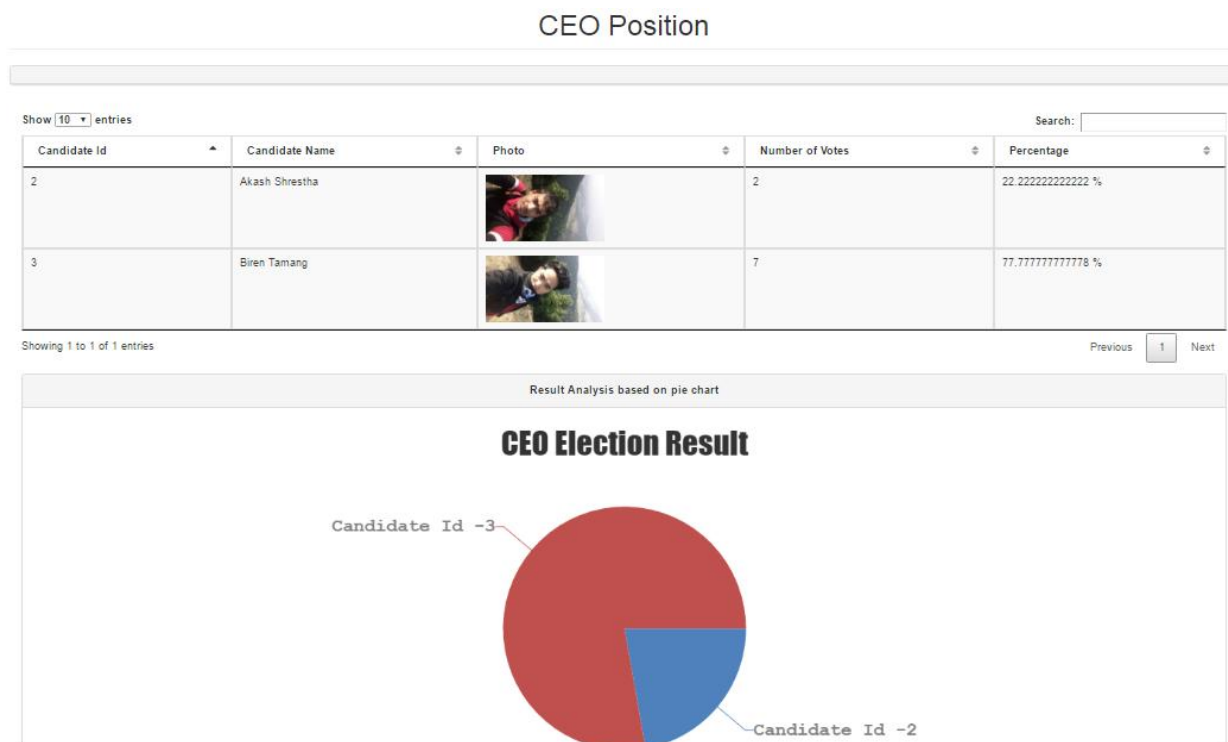 CEO Position
Show 10 entries Search:
Candidate Id Candidate Name Photo Number of Votes Percentage
2 Akash Shrestha 2 22.222222222222 %
3 Biren Tamang 7 77.777777777778 %
Showing 1 to 1 of 1 entries Previous 1 Next
Result Analysis based on pie chart
CEO Election Result
Candidate Id -3
Candidate Id -2